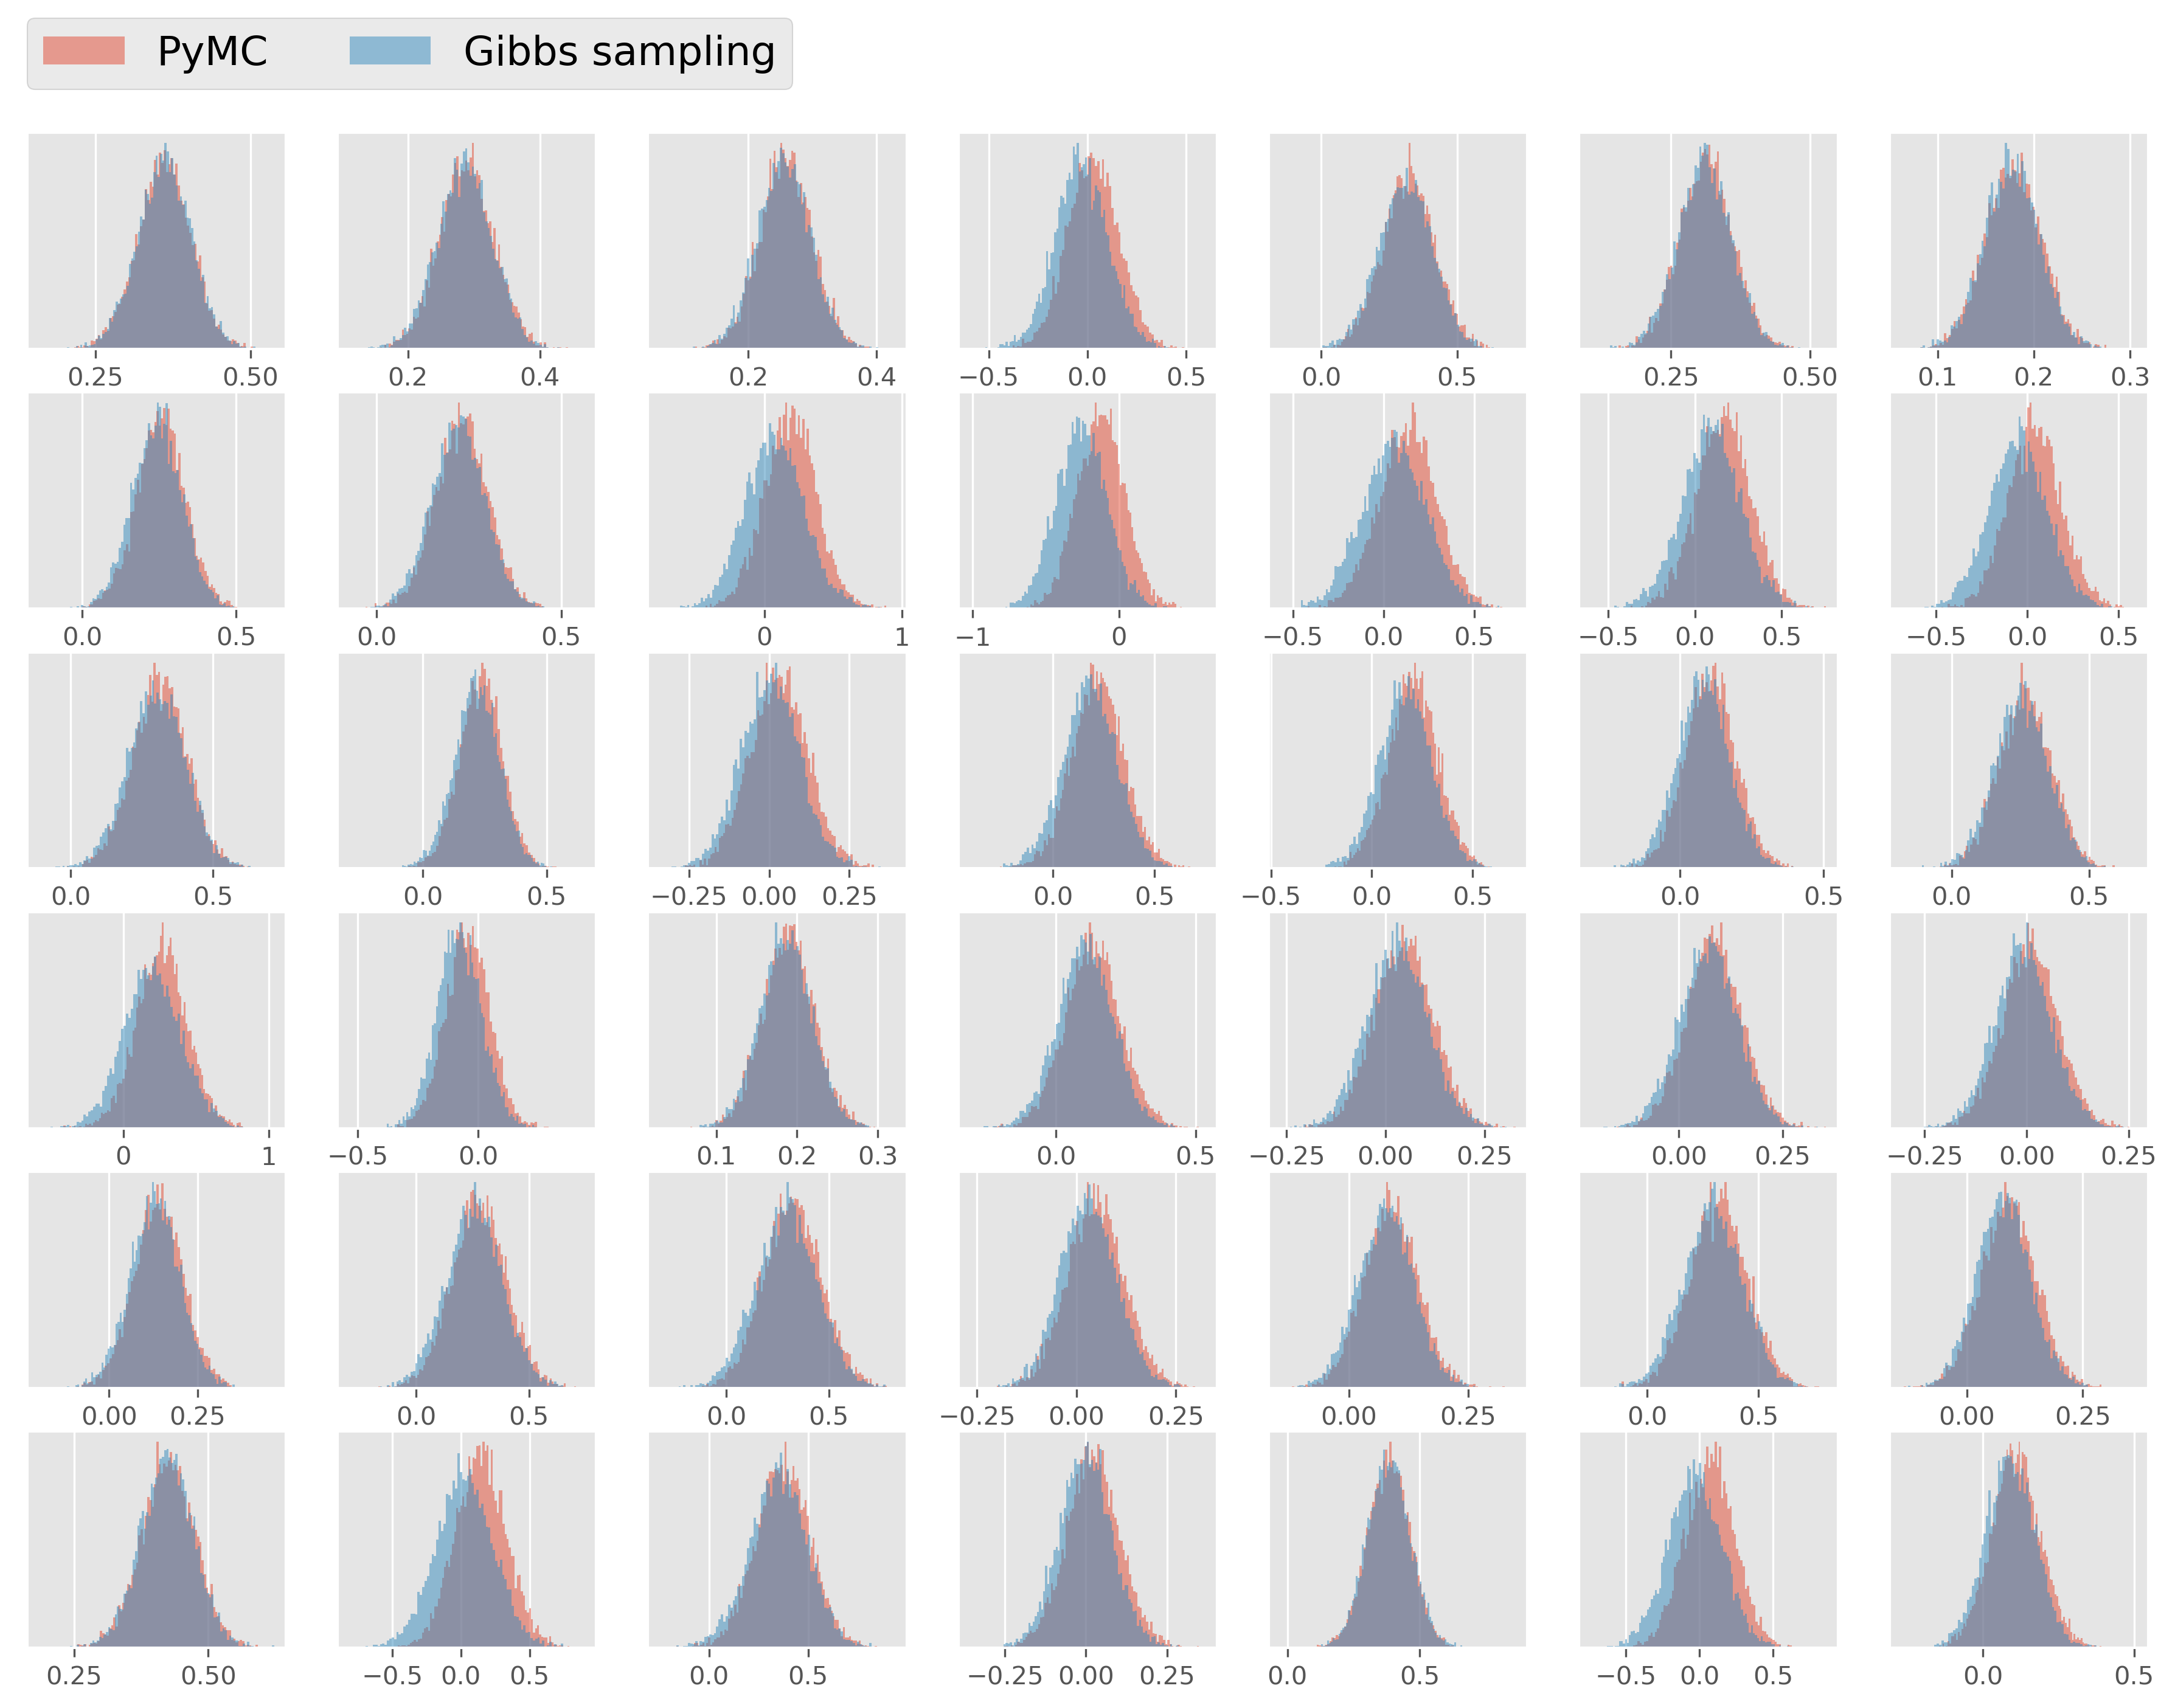 PyMC Gibbs sampling
0.25 0.50 0.2 0.4 0.2 0.4 −0.5 0.0 0.5 0.0 0.5 0.25 0.50 0.1 0.2 0.3
0.0 0.5 0.0 0.5 0 1 −1 0 −0.5 0.0 0.5 −0.5 0.0 0.5 −0.5 0.0 0.5
0.0 0.5 0.0 0.5 −0.25 0.00 0.25 0.0 0.5 −0.5 0.0 0.5 0.0 0.5 0.0 0.5
0 1 −0.5 0.0 0.1 0.2 0.3 0.0 0.5 −0.25 0.00 0.25 0.00 0.25 −0.25 0.00 0.25
0.00 0.25 0.0 0.5 0.0 0.5 −0.25 0.00 0.25 0.00 0.25 0.0 0.5 0.00 0.25
0.25 0.50 −0.5 0.0 0.5 0.0 0.5 −0.25 0.00 0.25 0.0 0.5 −0.5 0.0 0.5 0.0 0.5